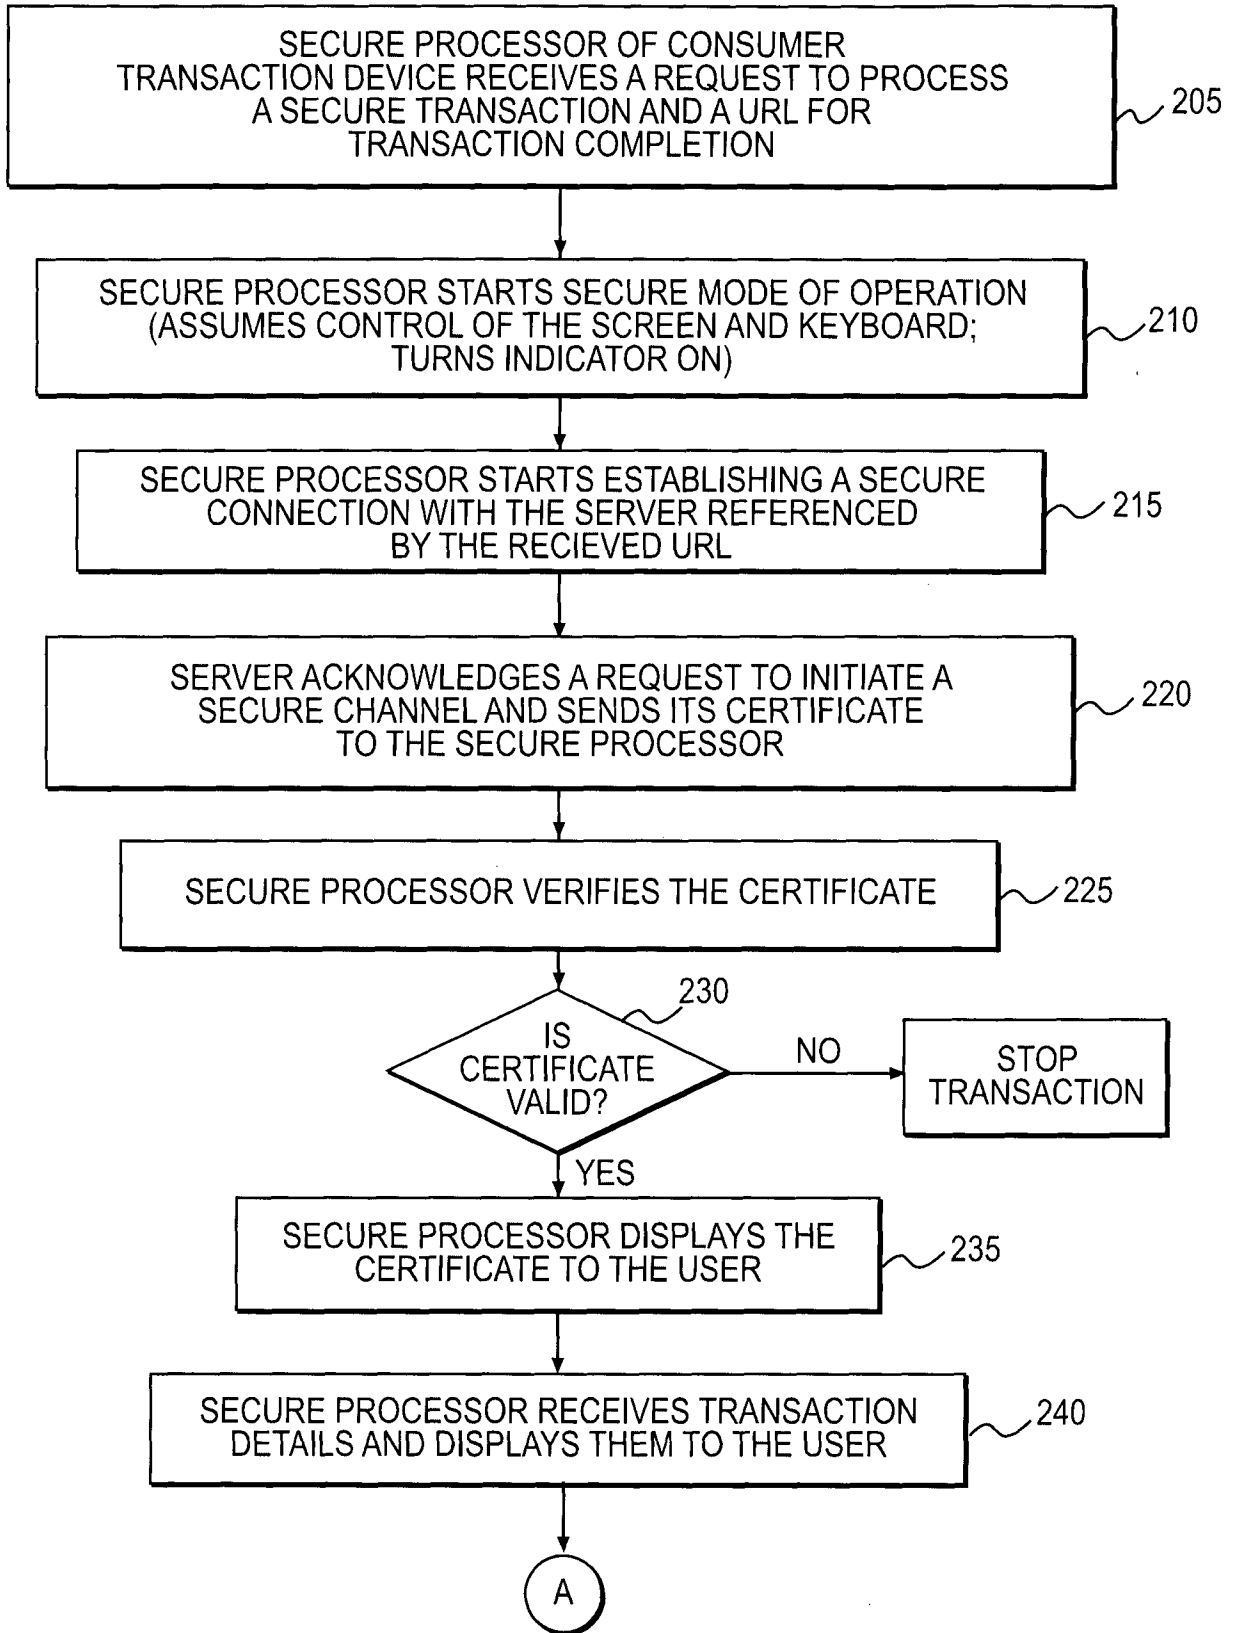 SECURE PROCESSOR OF CONSUMER
TRANSACTION DEVICE RECEIVES A REQUEST TO PROCESS
A SECURE TRANSACTION AND A URL FOR
TRANSACTION COMPLETION
205
SECURE PROCESSOR STARTS SECURE MODE OF OPERATION
(ASSUMES CONTROL OF THE SCREEN AND KEYBOARD;
TURNS INDICATOR ON)
210
SECURE PROCESSOR STARTS ESTABLISHING A SECURE
CONNECTION WITH THE SERVER REFERENCED
BY THE RECIEVED URL
215
SERVER ACKNOWLEDGES A REQUEST TO INITIATE A
SECURE CHANNEL AND SENDS ITS CERTIFICATE
TO THE SECURE PROCESSOR
220
SECURE PROCESSOR VERIFIES THE CERTIFICATE
225
230
IS
CERTIFICATE
VALID?
NO
STOP
TRANSACTION
YES
SECURE PROCESSOR DISPLAYS THE
CERTIFICATE TO THE USER
235
SECURE PROCESSOR RECEIVES TRANSACTION
DETAILS AND DISPLAYS THEM TO THE USER
240
A